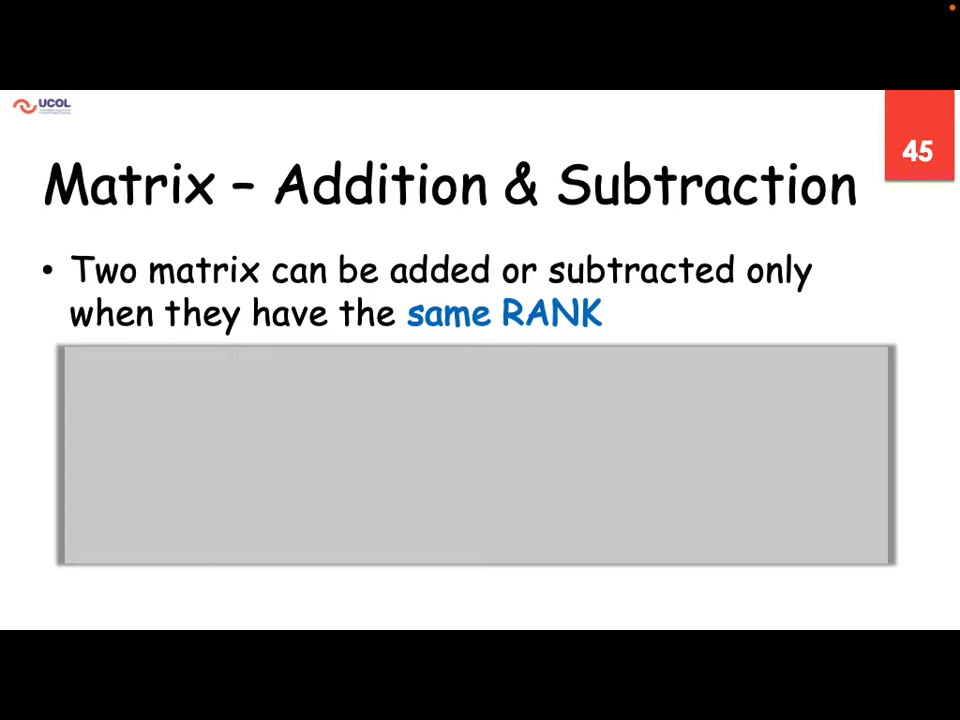 UCOL
45
Matrix – Addition & Subtraction
• Two matrix can be added or subtracted only
when they have the same RANK